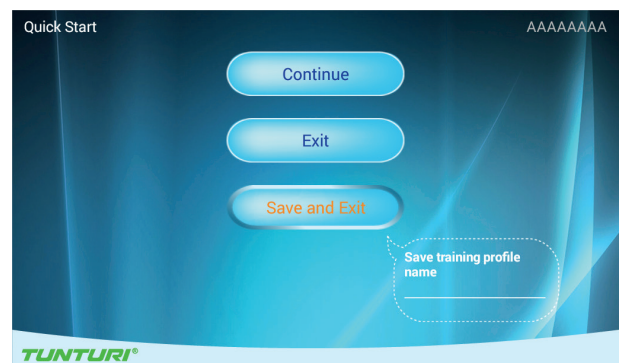 Quick Start
AAAAAAAA
Continue
Exit
Save and Exit
Save training profile
name
TUNTURI®